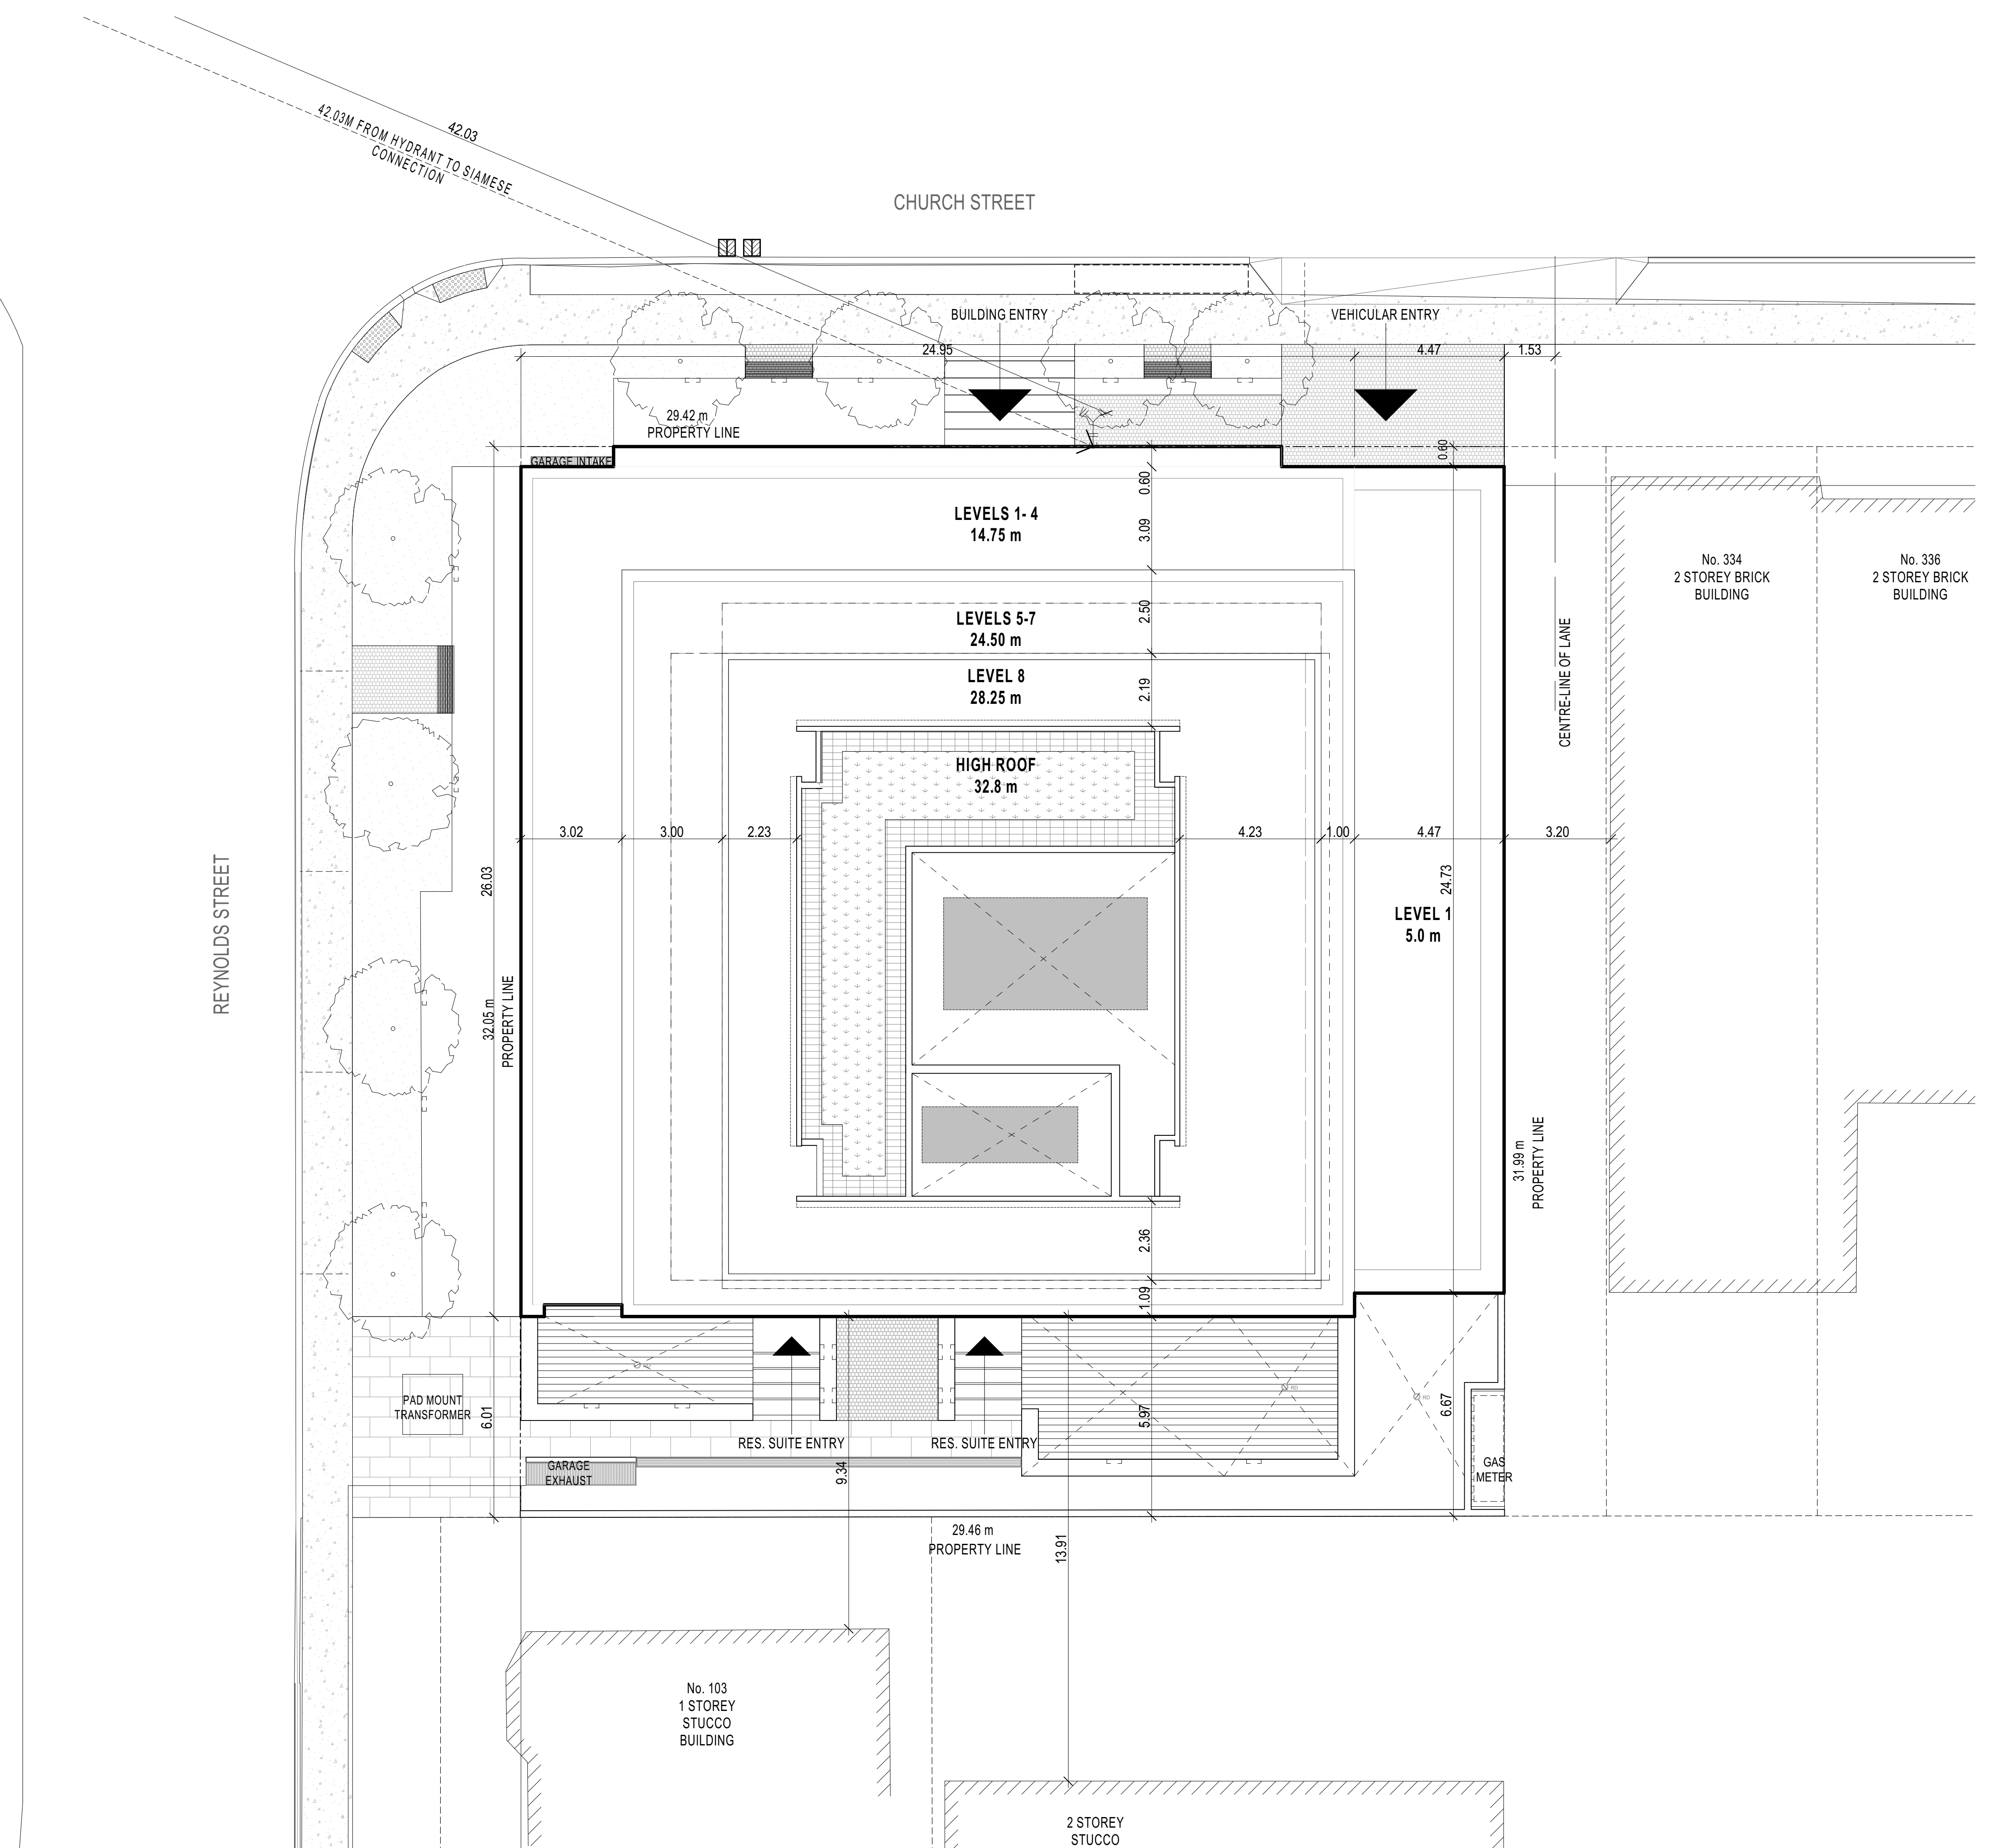 42.03
42.03M FROM HYDRANT TO SIAMESE
CONNECTION
CHURCH STREET
BUILDING ENTRY
VEHICULAR ENTRY
24.95
4.47
1.53
29.42 m
PROPERTY LINE
GARAGE INTAKE
0.60
0.60
LEVELS 1- 4
14.75 m
3.09
No. 334
2 STOREY BRICK
BUILDING
No. 336
2 STOREY BRICK
BUILDING
LEVELS 5-7
24.50 m
2.50
LEVEL 8
28.25 m
2.19
CENTRE-LINE OF LANE
HIGH ROOF
32.8 m
3.02
3.00
2.23
4.23
1.00
4.47
3.20
REYNOLDS STREET
26.03
24.73
LEVEL 1
5.0 m
32.05 m
PROPERTY LINE
31.99 m
PROPERTY LINE
2.36
1.09
PAD MOUNT
TRANSFORMER
6.01
RD
RD
5.97
6.67
RES. SUITE ENTRY
RES. SUITE ENTRY
GARAGE
EXHAUST
9.34
GAS
METER
29.46 m
PROPERTY LINE
13.91
No. 103
1 STOREY
STUCCO
BUILDING
2 STOREY
STUCCO